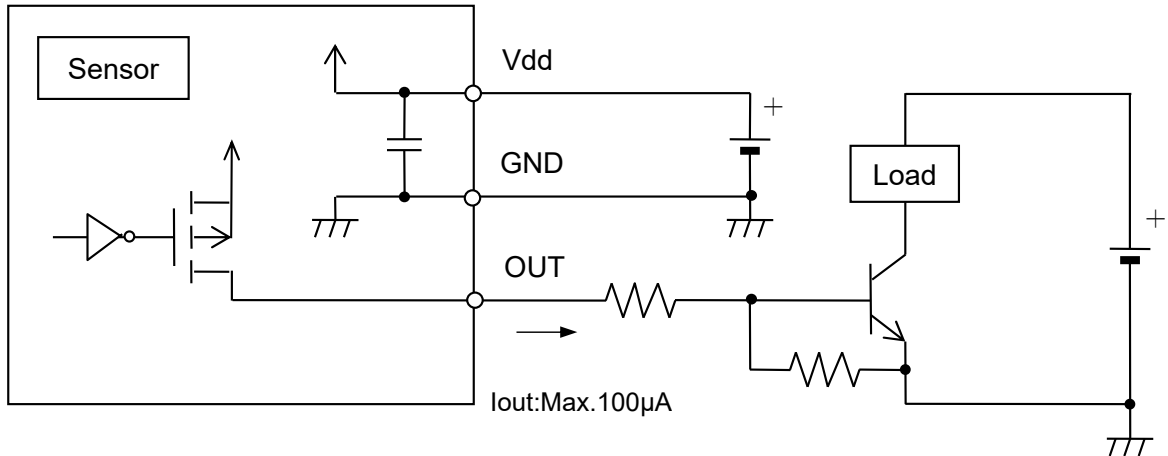 Sensor
Vdd
+
GND
Load
+
OUT
Iout:Max.100µA